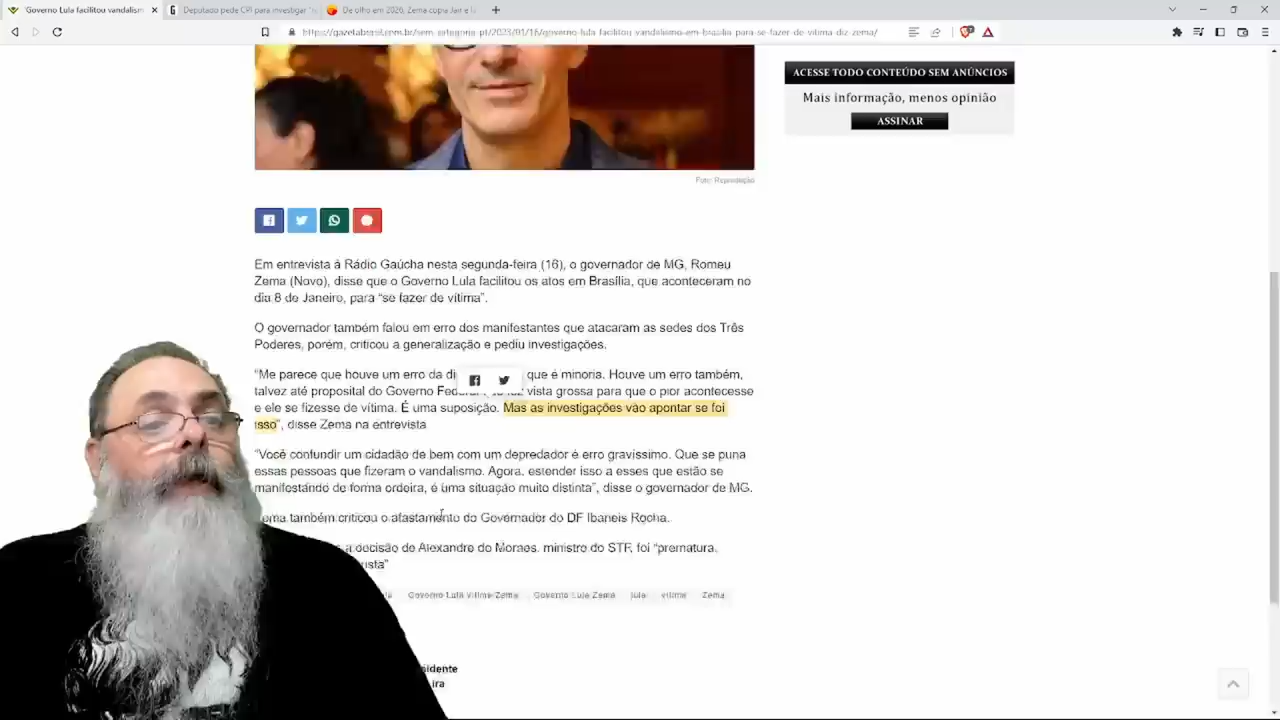 'Governo Lula facilitou vandalism
Deputado pede CPI para investigar
De olho em 2026, Zema copia Jair e l
https://gazetabrasil.com.br/sem-categoria-pt/2023/01/16/governo-lula-facilitou-vandalismo-em-brasilia-para-se-fazer-de-vitima-diz-zema/
ACESSE TODO CONTEÚDO SEM ANÚNCIOS
Mais informação, menos opinião
ASSINAR
Foto: Reprodução
Em entrevista à Rádio Gaúcha nesta segunda-feira (16), o governador de MG, Romeu
Zema (Novo), disse que o Governo Lula facilitou os atos em Brasília, que aconteceram no
dia 8 de Janeiro, para “se fazer de vítima”.
O governador também falou em erro dos manifestantes que atacaram as sedes dos Três
Poderes, porém, criticou a generalização e pediu investigações.
“Me parece que houve um erro da di que é minoria. Houve um erro também,
talvez até proposital do Governo Federal vista grossa para que o pior acontecesse
e ele se fizesse de vítima. É uma suposição. Mas as investigações vão apontar se foi
isso”, disse Zema na entrevista
“Você confundir um cidadão de bem com um depredador é erro gravíssimo. Que se puna
essas pessoas que fizeram o vandalismo. Agora, estender isso a esses que estão se
manifestando de forma ordeira, é uma situação muito distinta”, disse o governador de MG.
também criticou o afastamento do Governador do DF Ibaneis Rocha.
a decisão de Alexandre de Moraes, ministro do STF, foi “prematura,
usta”
la Governo Lula Vitima Zema Governo Lula Zema lula vitima Zema
sidente
ira